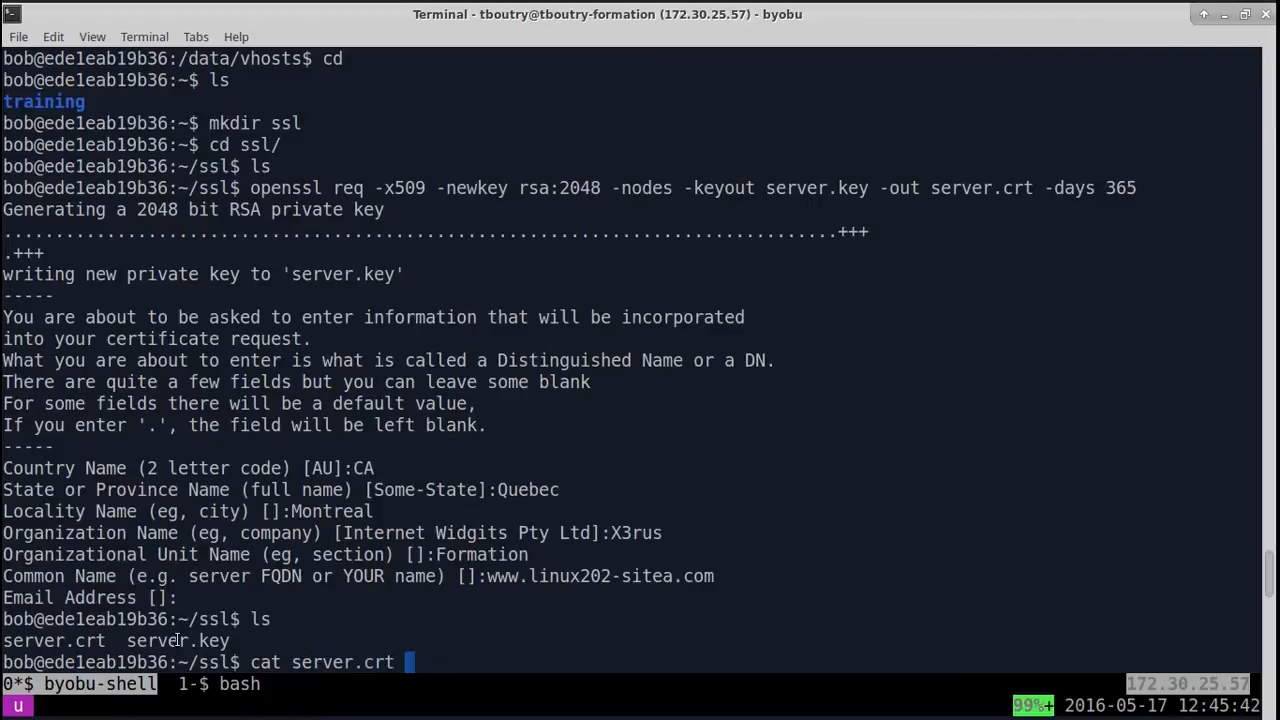 Terminal - tboutry@tboutry-formation (172.30.25.57) - byobu
File Edit View Terminal Tabs Help
bob@ede1eab19b36:/data/vhosts$ cd
bob@ede1eab19b36:~$ ls
training
bob@ede1eab19b36:~$ mkdir ssl
bob@ede1eab19b36:~$ cd ssl/
bob@ede1eab19b36:~/ssl$ ls
bob@ede1eab19b36:~/ssl$ openssl req -x509 -newkey rsa:2048 -nodes -keyout server.key -out server.crt -days 365
Generating a 2048 bit RSA private key
.................................................................................+++
.+++
writing new private key to 'server.key'
-----
You are about to be asked to enter information that will be incorporated
into your certificate request.
What you are about to enter is what is called a Distinguished Name or a DN.
There are quite a few fields but you can leave some blank
For some fields there will be a default value,
If you enter '.', the field will be left blank.
-----
Country Name (2 letter code) [AU]:CA
State or Province Name (full name) [Some-State]:Quebec
Locality Name (eg, city) []:Montreal
Organization Name (eg, company) [Internet Widgits Pty Ltd]:X3rus
Organizational Unit Name (eg, section) []:Formation
Common Name (e.g. server FQDN or YOUR name) []:www.linux202-sitea.com
Email Address []:
bob@ede1eab19b36:~/ssl$ ls
server.crt  server.key
bob@ede1eab19b36:~/ssl$ cat server.crt
0*$ byobu-shell  1-$ bash 172.30.25.57
u 99%+ 2016-05-17 12:45:42